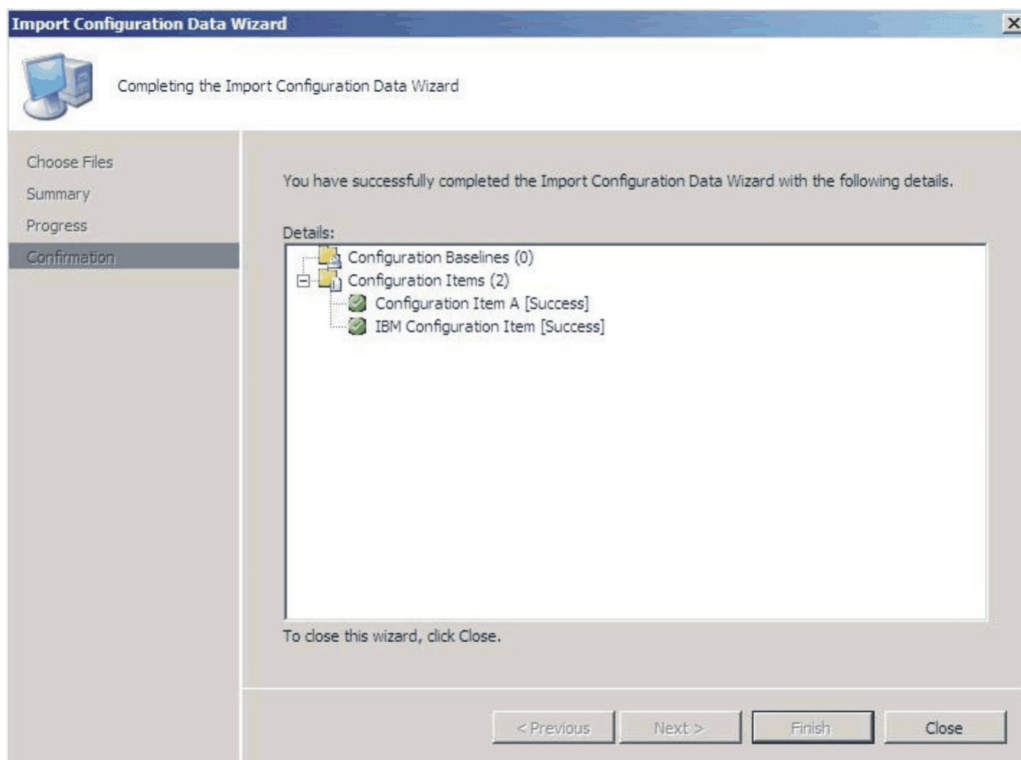 Import Configuration Data Wizard
Completing the Import Configuration Data Wizard
Choose Files
Summary
Progress
Confirmation
You have successfully completed the Import Configuration Data Wizard with the following details.
Details:
Configuration Baselines (0)
Configuration Items (2)
Configuration Item A [Success]
IBM Configuration Item [Success]
To close this wizard, click Close.
< Previous
Next >
Finish
Close